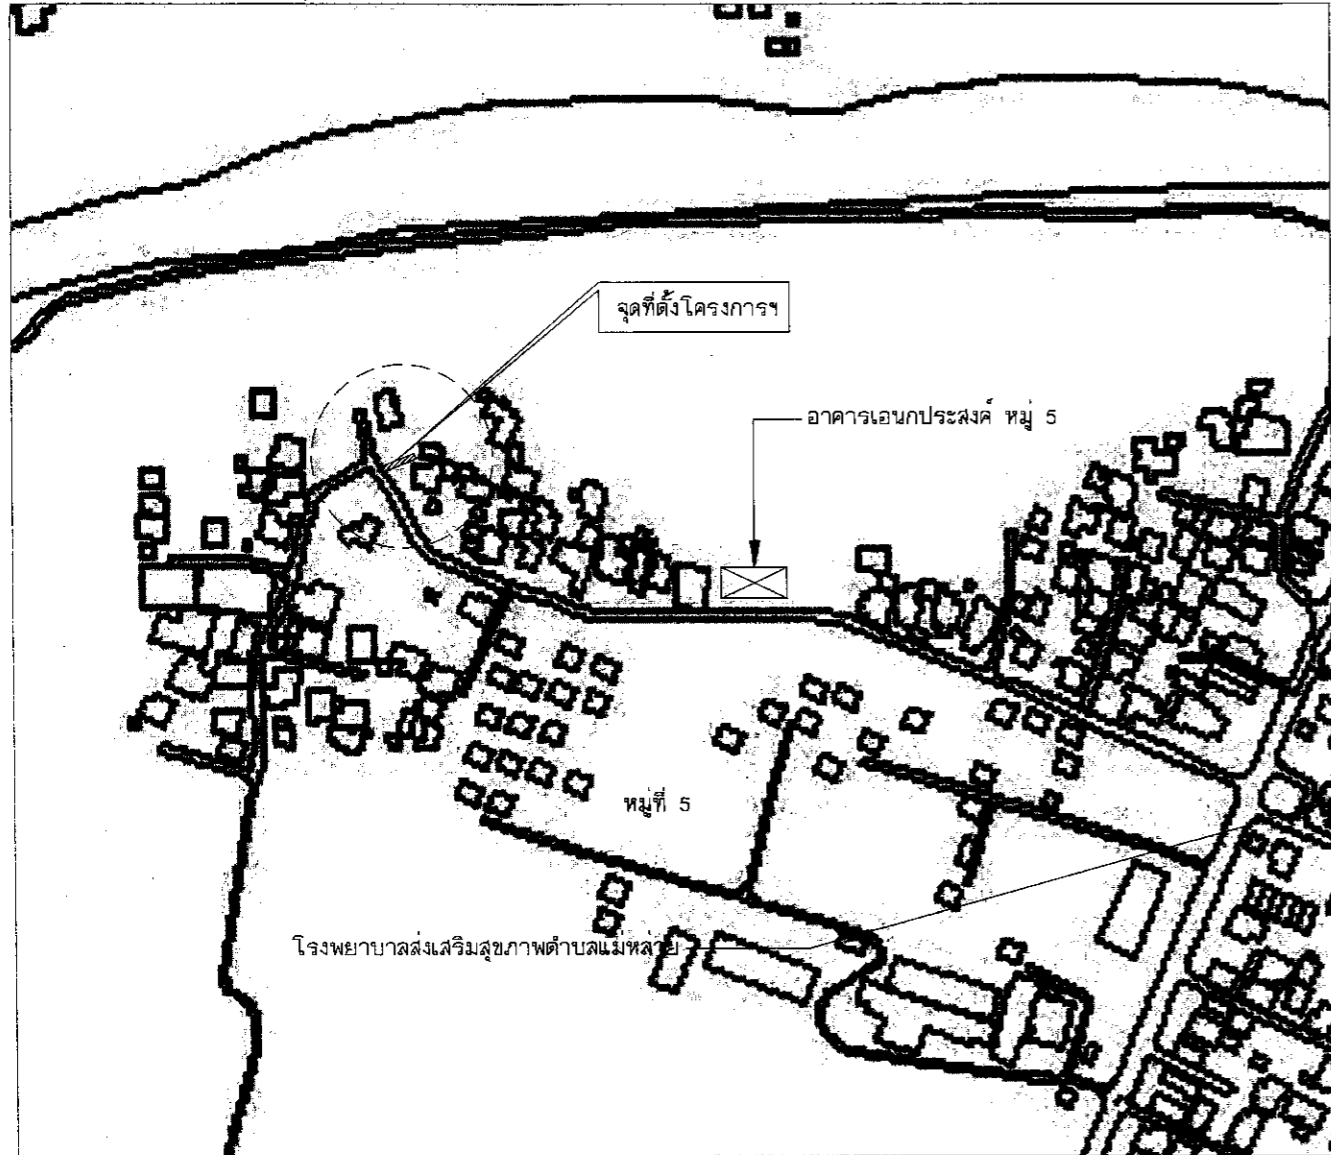 จุดที่ตั้งโครงการฯ
อาคารเอนกประสงค์ หมู่ 5
หมู่ที่ 5
โรงพยาบาลส่งเสริมสุขภาพตำบลแม่หล่าย